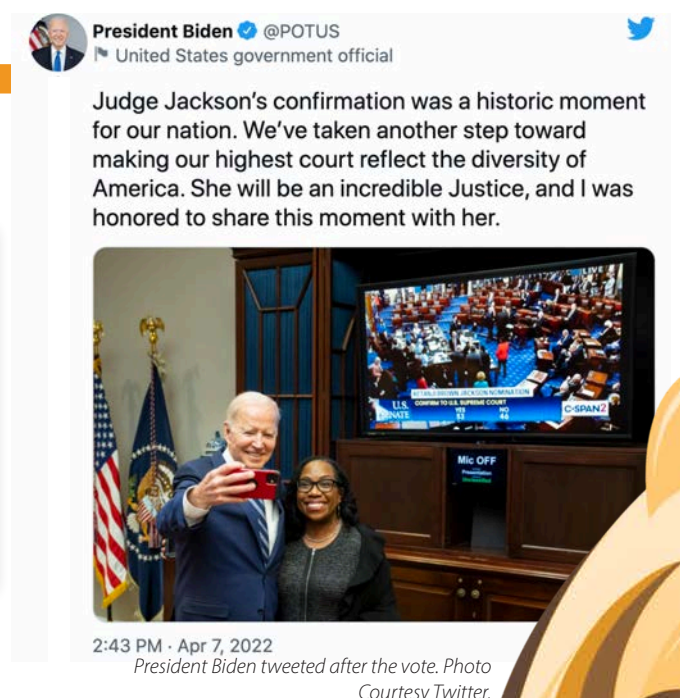 President Biden @POTUS
United States government official
Judge Jackson’s confirmation was a historic moment
for our nation. We’ve taken another step toward
making our highest court reflect the diversity of
America. She will be an incredible Justice, and I was
honored to share this moment with her.
LIVE
KETANJI BROWN JACKSON NOMINATION
CONFIRM TO U.S. SUPREME COURT
U.S.
SENATE
YES
NO
53
C-SPAN2
Mic OFF
Presentation
2:43 PM · Apr 7, 2022
President Biden tweeted after the vote. Photo
Courtesy Twitter.